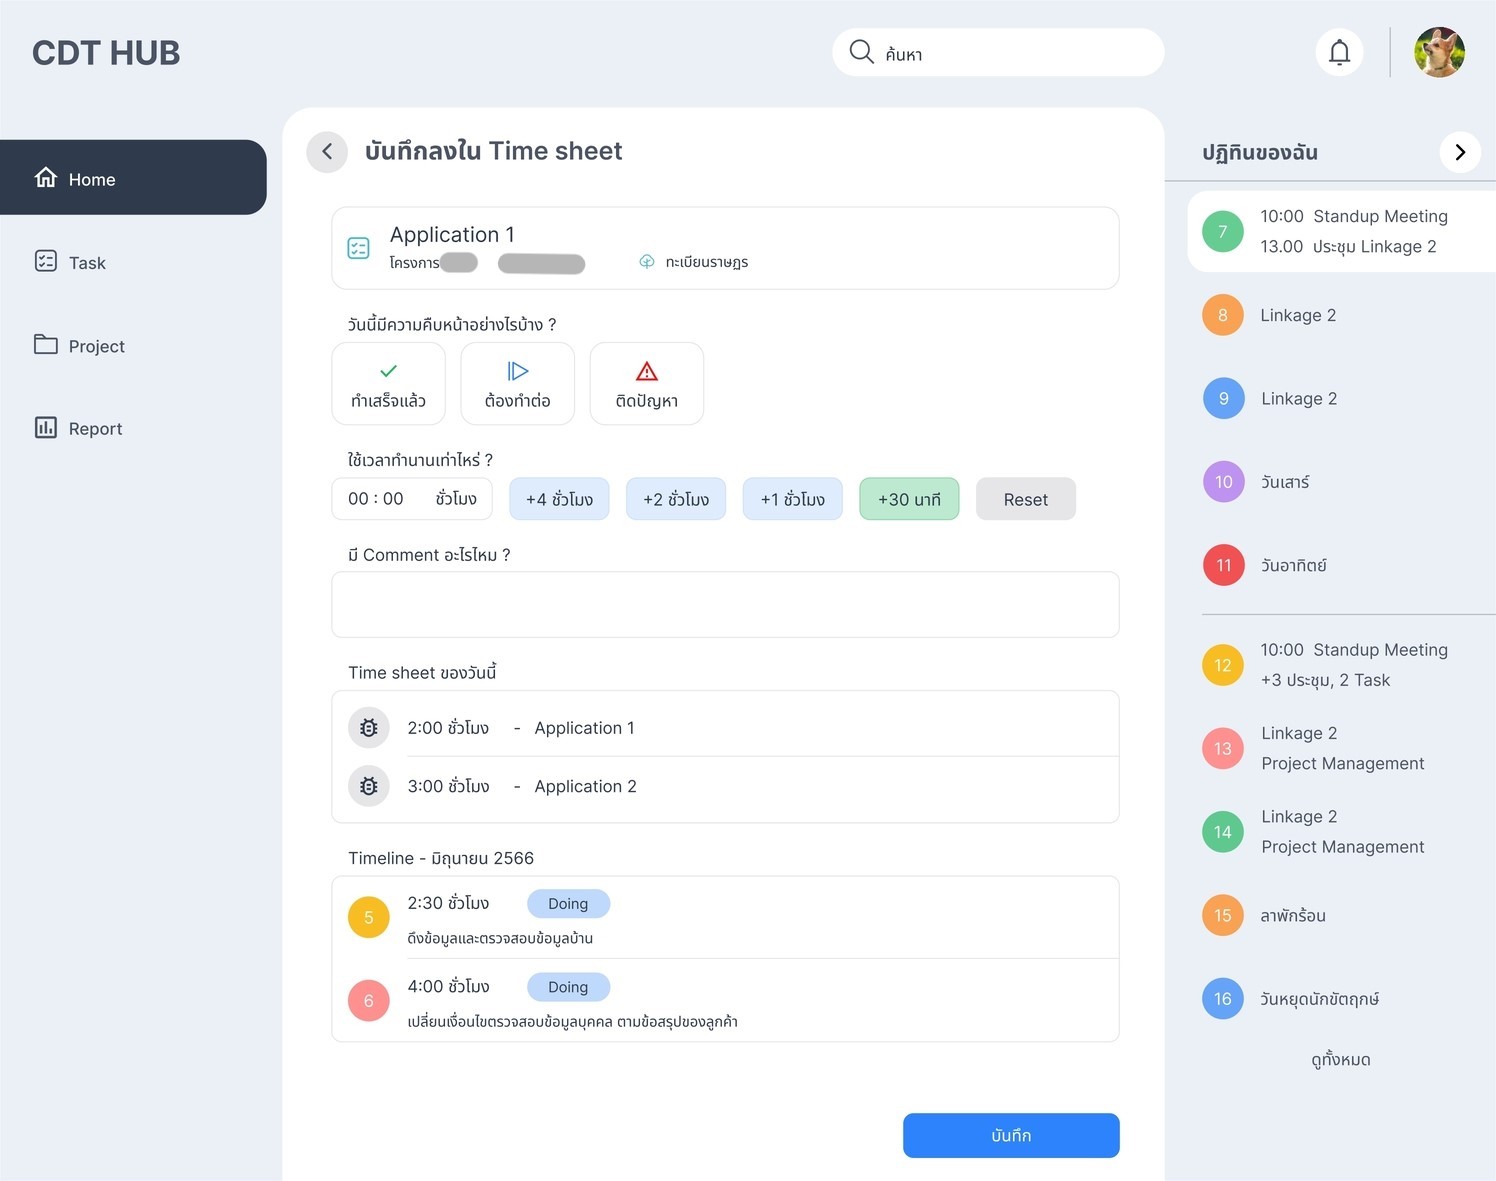 CDT HUB
ค้นหา
Home
Task
Project
Report
บันทึกลงใน Time sheet
Application 1
โครงการ
ทะเบียนราษฎร
วันนี้มีความคืบหน้าอย่างไรบ้าง ?
ทำเสร็จแล้ว
ต้องทำต่อ
ติดปัญหา
ใช้เวลาทำนานเท่าไหร่ ?
00 : 00 ชั่วโมง
+4 ชั่วโมง
+2 ชั่วโมง
+1 ชั่วโมง
+30 นาที
Reset
มี Comment อะไรไหม ?
Time sheet ของวันนี้
2:00 ชั่วโมง - Application 1
3:00 ชั่วโมง - Application 2
Timeline - มิถุนายน 2566
5
2:30 ชั่วโมง Doing
ดึงข้อมูลและตรวจสอบข้อมูลบ้าน
6
4:00 ชั่วโมง Doing
เปลี่ยนเงื่อนไขตรวจสอบข้อมูลบุคคล ตามข้อสรุปของลูกค้า
บันทึก
ปฏิทินของฉัน
7
10:00 Standup Meeting
13.00 ประชุม Linkage 2
8 Linkage 2
9 Linkage 2
10 วันเสาร์
11 วันอาทิตย์
12
10:00 Standup Meeting
+3 ประชุม, 2 Task
13
Linkage 2
Project Management
14
Linkage 2
Project Management
15 ลาพักร้อน
16 วันหยุดนักขัตฤกษ์
ดูทั้งหมด